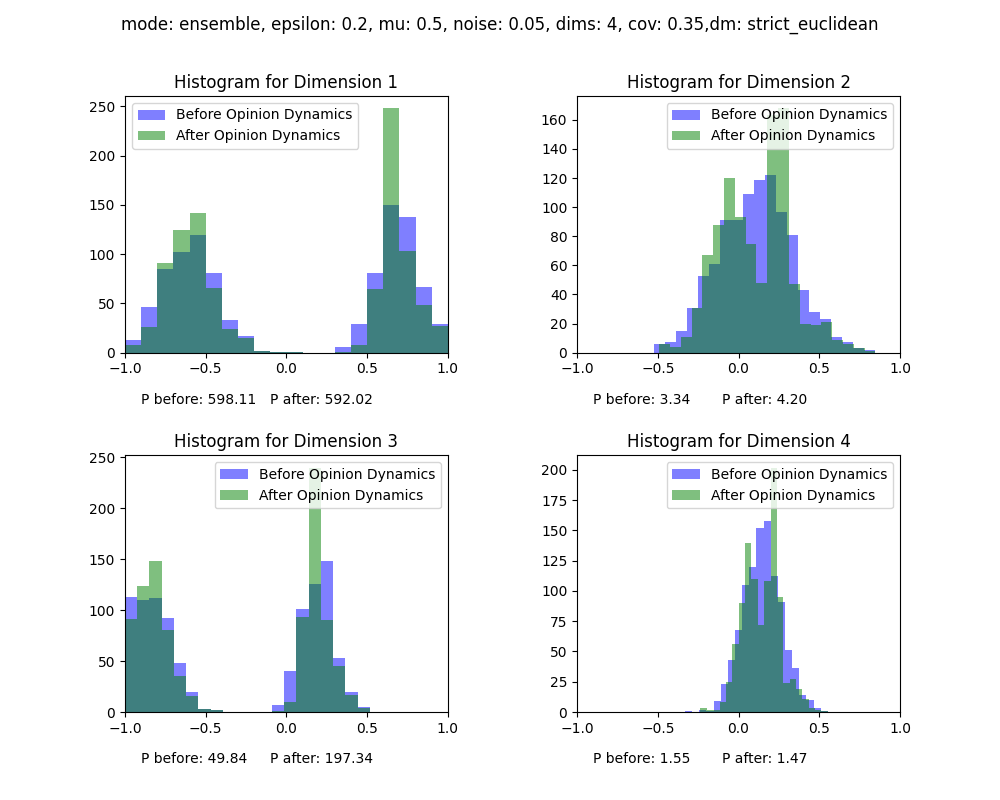 mode: ensemble, epsilon: 0.2, mu: 0.5, noise: 0.05, dims: 4, cov: 0.35,dm: strict_euclidean
Histogram for Dimension 1
Before Opinion Dynamics
After Opinion Dynamics
250
200
150
100
50
0
−1.0 −0.5 0.0 0.5 1.0
P before: 598.11 P after: 592.02
Histogram for Dimension 2
Before Opinion Dynamics
After Opinion Dynamics
160
140
120
100
80
60
40
20
0
−1.0 −0.5 0.0 0.5 1.0
P before: 3.34 P after: 4.20
Histogram for Dimension 3
Before Opinion Dynamics
After Opinion Dynamics
250
200
150
100
50
0
−1.0 −0.5 0.0 0.5 1.0
P before: 49.84 P after: 197.34
Histogram for Dimension 4
Before Opinion Dynamics
After Opinion Dynamics
200
175
150
125
100
75
50
25
0
−1.0 −0.5 0.0 0.5 1.0
P before: 1.55 P after: 1.47